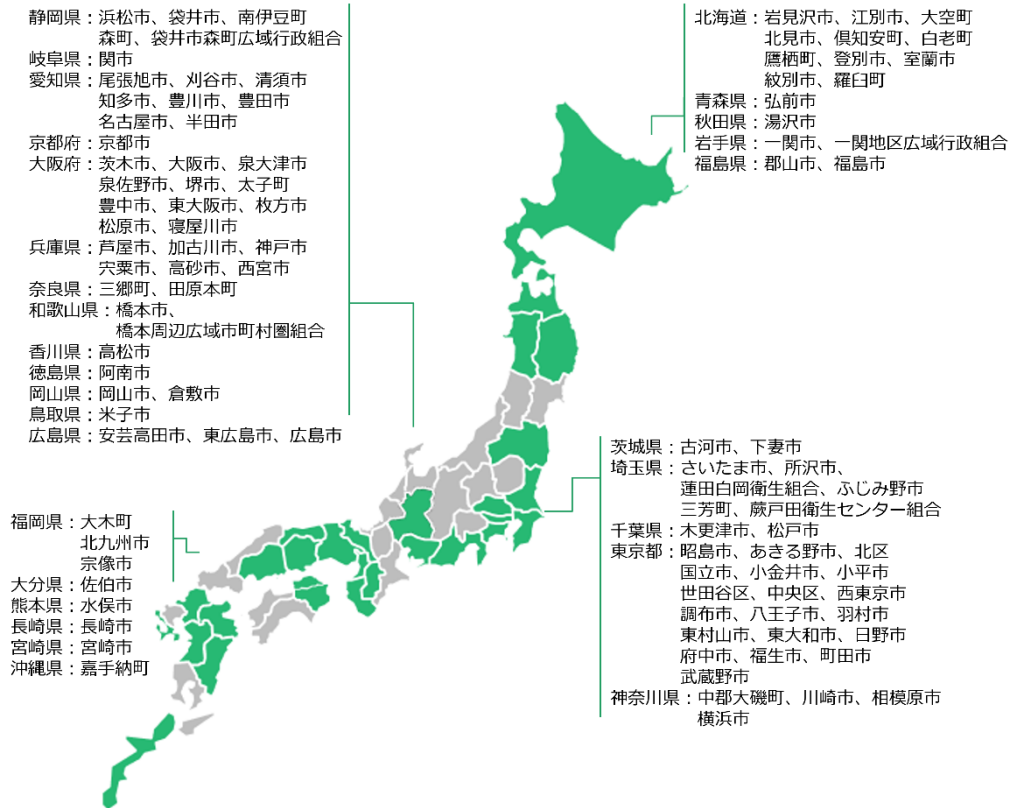 静岡県：浜松市、袋井市、南伊豆町
森町、袋井市森町広域行政組合
岐阜県：関市
愛知県：尾張旭市、刈谷市、清須市
知多市、豊川市、豊田市
名古屋市、半田市
京都府：京都市
大阪府：茨木市、大阪市、泉大津市
泉佐野市、堺市、太子町
豊中市、東大阪市、枚方市
松原市、寝屋川市
兵庫県：芦屋市、加古川市、神戸市
宍粟市、高砂市、西宮市
奈良県：三郷町、田原本町
和歌山県：橋本市、
橋本周辺広域市町村圏組合
香川県：高松市
徳島県：阿南市
岡山県：岡山市、倉敷市
鳥取県：米子市
広島県：安芸高田市、東広島市、広島市
北海道：岩見沢市、江別市、大空町
北見市、倶知安町、白老町
鷹栖町、登別市、室蘭市
紋別市、羅臼町
青森県：弘前市
秋田県：湯沢市
岩手県：一関市、一関地区広域行政組合
福島県：郡山市、福島市
茨城県：古河市、下妻市
埼玉県：さいたま市、所沢市、
蓮田白岡衛生組合、ふじみ野市
三芳町、蕨戸田衛生センター組合
千葉県：木更津市、松戸市
東京都：昭島市、あきる野市、北区
国立市、小金井市、小平市
世田谷区、中央区、西東京市
調布市、八王子市、羽村市
東村山市、東大和市、日野市
府中市、福生市、町田市
武蔵野市
神奈川県：中郡大磯町、川崎市、相模原市
横浜市
福岡県：大木町
北九州市
宗像市
大分県：佐伯市
熊本県：水俣市
長崎県：長崎市
宮崎県：宮崎市
沖縄県：嘉手納町